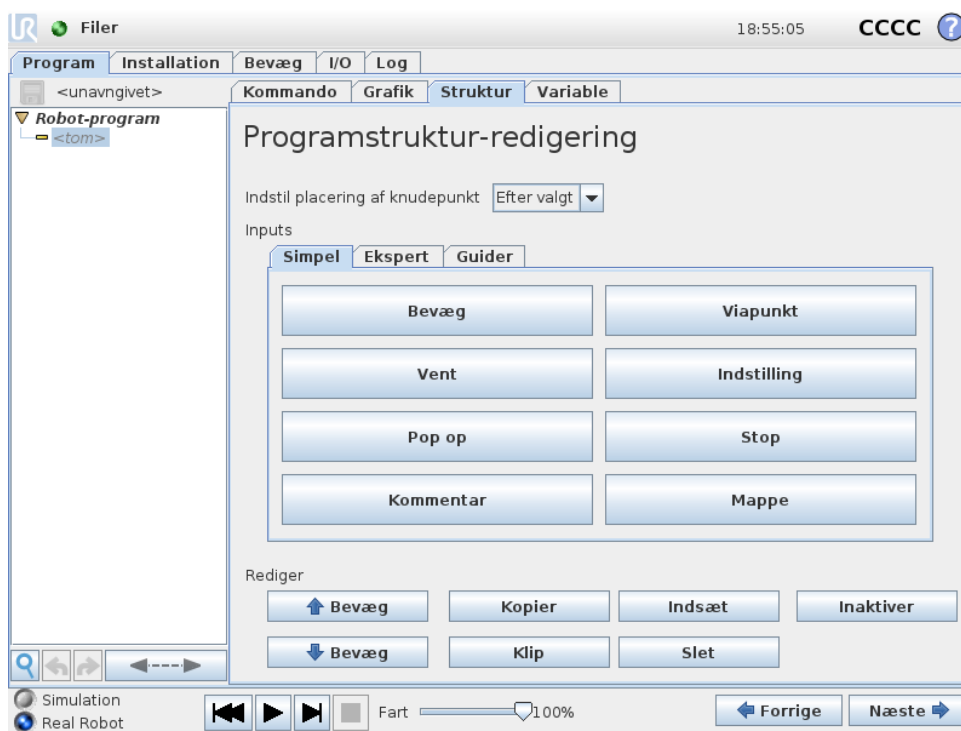 UR Filer 18:55:05 CCCC ?
Program Installation Bevæg I/O Log
<unavngivet> Kommando Grafik Struktur Variable
Robot-program
<tom>
Programstruktur-redigering
Indstil placering af knudepunkt Efter valgt
Inputs
Simpel Ekspert Guider
Bevæg Viapunkt
Vent Indstilling
Pop op Stop
Kommentar Mappe
Rediger
Bevæg Kopier Indsæt Inaktiver
Bevæg Klip Slet
Simulation
Real Robot
Fart 100% Forrige Næste